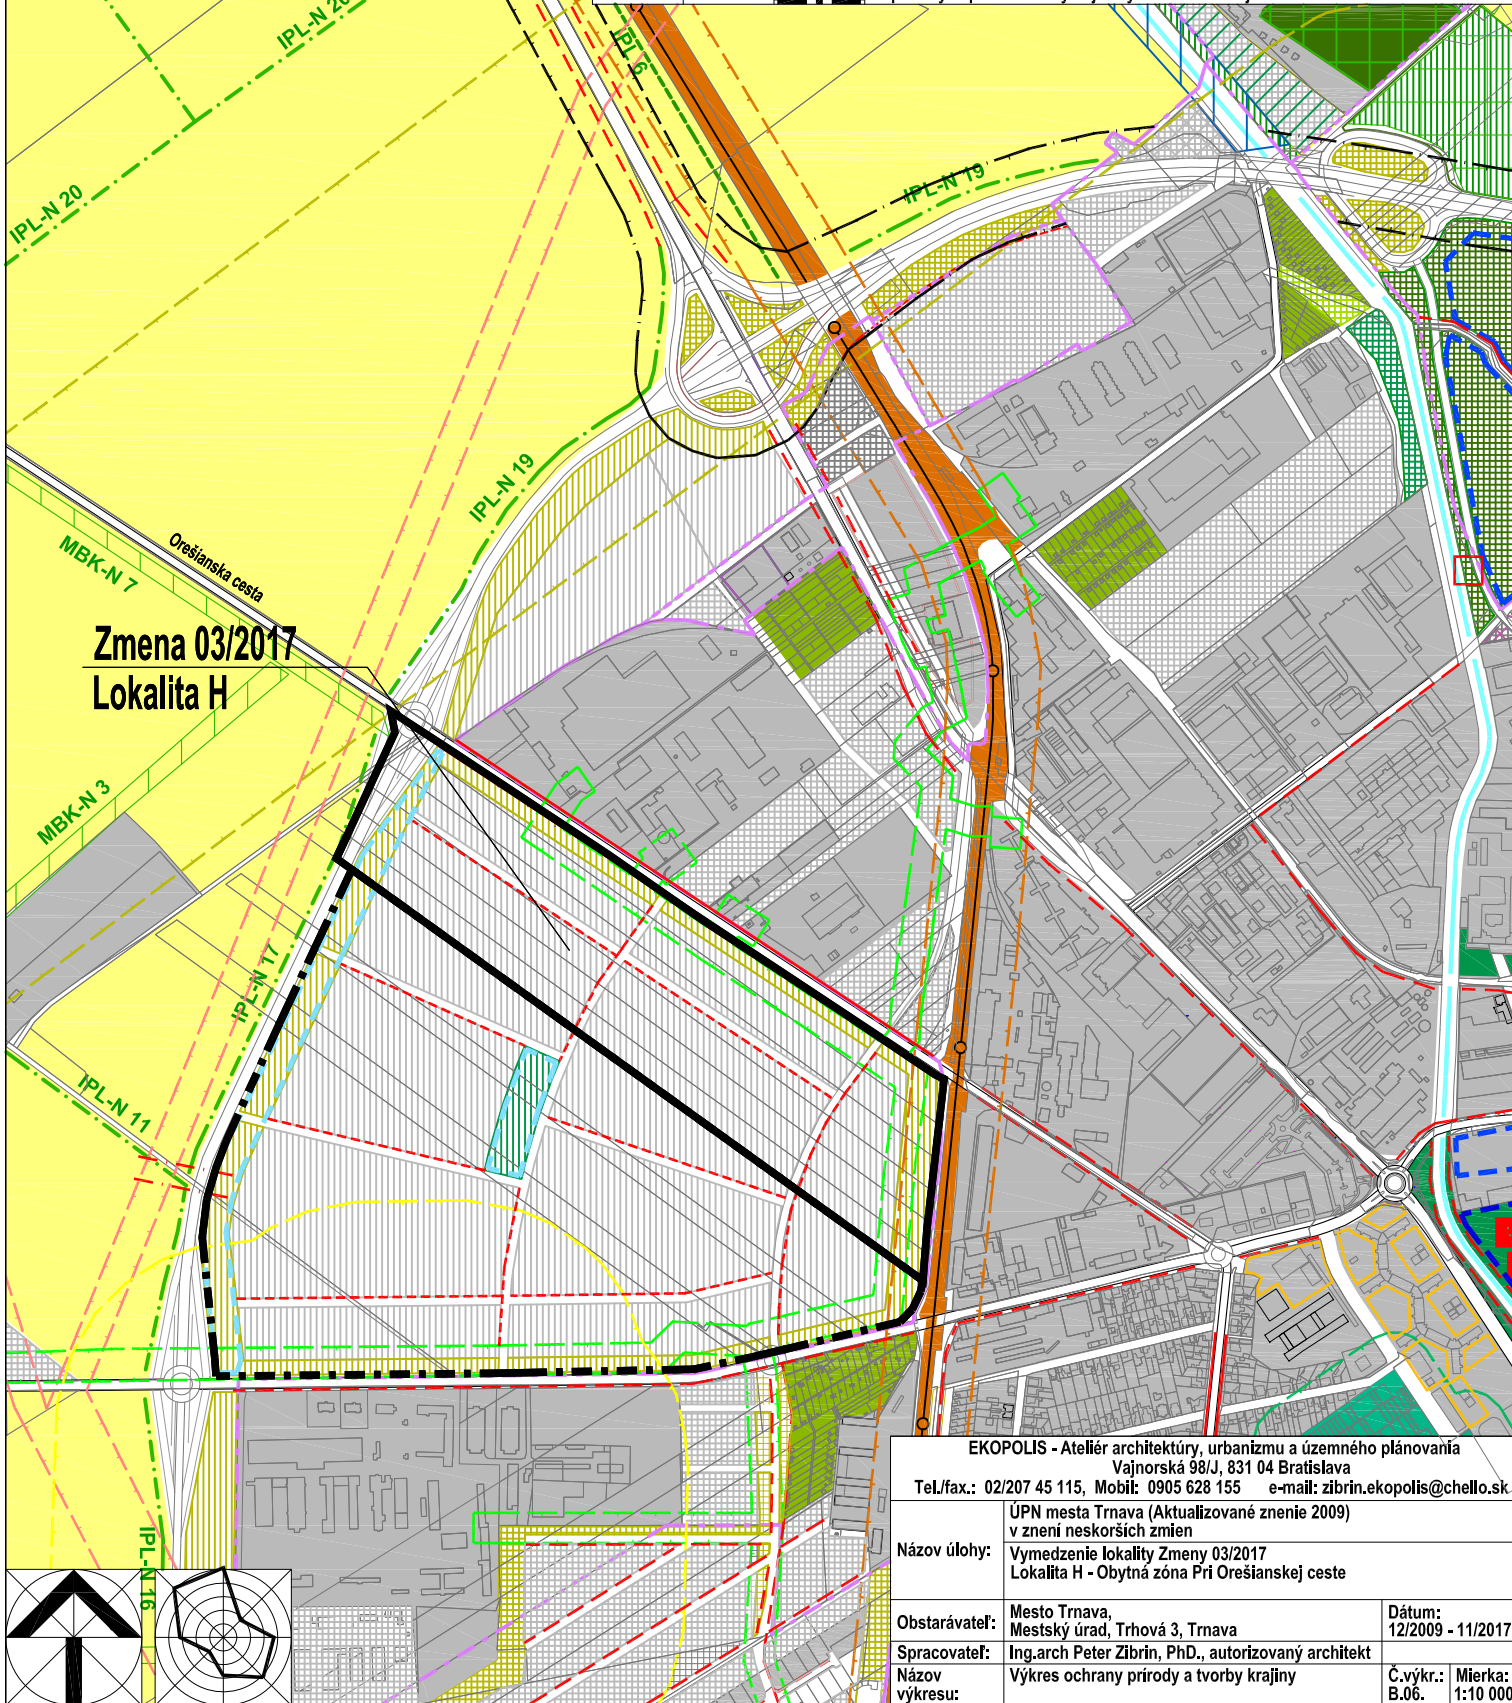 IPL-N 20
IPL 6
IPL-N 20
IPL-N 19
IPL-N 19
MBK-N 7
Orešianska cesta
Zmena 03/2017
Lokalita H
MBK-N 3
IPL-N 17
IPL-N 11
IPL-N 16
EKOPOLIS - Ateliér architektúry, urbanizmu a územného plánovania
Vajnorská 98/J, 831 04 Bratislava
Tel./fax.: 02/207 45 115, Mobil: 0905 628 155 e-mail: zibrin.ekopolis@chello.sk
Názov úlohy:
ÚPN mesta Trnava (Aktualizované znenie 2009)
v znení neskorších zmien
Vymedzenie lokality Zmeny 03/2017
Lokalita H - Obytná zóna Pri Orešianskej ceste
Obstarávateľ:
Mesto Trnava,
Mestský úrad, Trhová 3, Trnava
Dátum:
12/2009 - 11/2017
Spracovateľ:
Ing.arch Peter Zibrin, PhD., autorizovaný architekt
Názov
výkresu:
Výkres ochrany prírody a tvorby krajiny
Č.výkr.:
B.06.
Mierka:
1:10 000